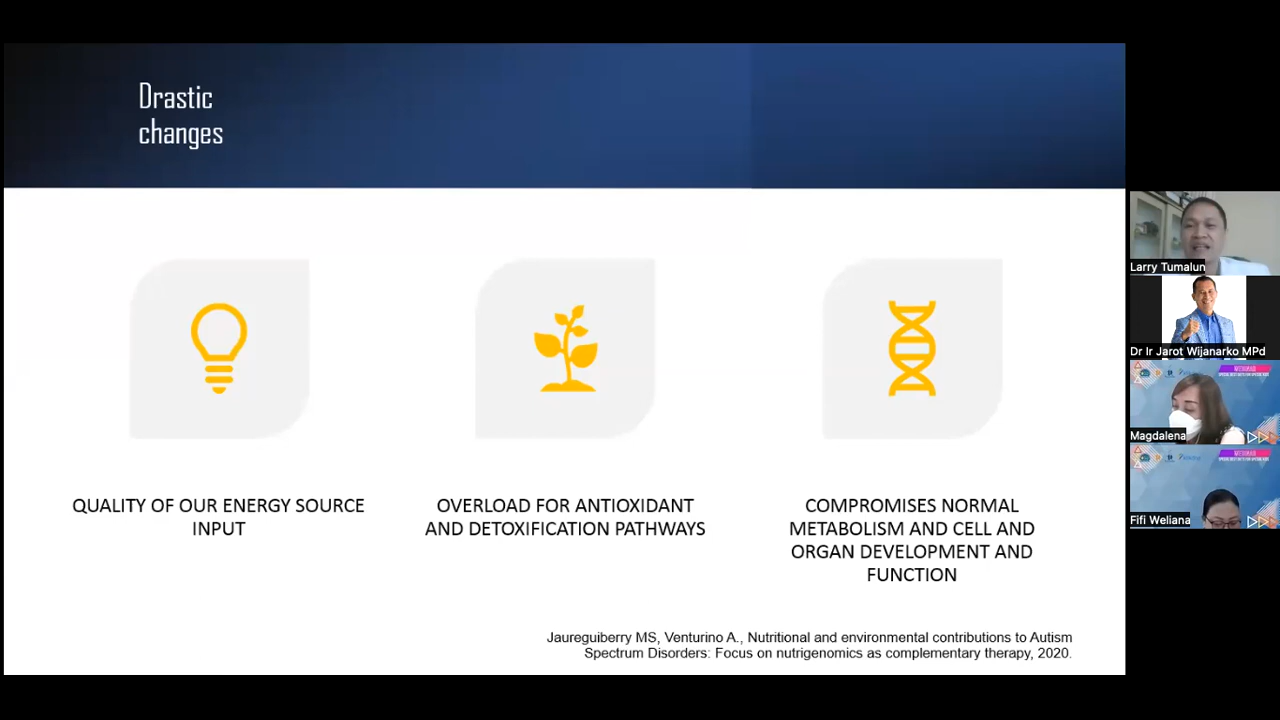 Drastic
changes
QUALITY OF OUR ENERGY SOURCE
INPUT
OVERLOAD FOR ANTIOXIDANT
AND DETOXIFICATION PATHWAYS
COMPROMISES NORMAL
METABOLISM AND CELL AND
ORGAN DEVELOPMENT AND
FUNCTION
Jaureguiberry MS, Venturino A., Nutritional and environmental contributions to Autism
Spectrum Disorders: Focus on nutrigenomics as complementary therapy, 2020.
Larry Tumalun
Dr Ir Jarot Wijanarko MPd
Magdalena
Fifi Weliana